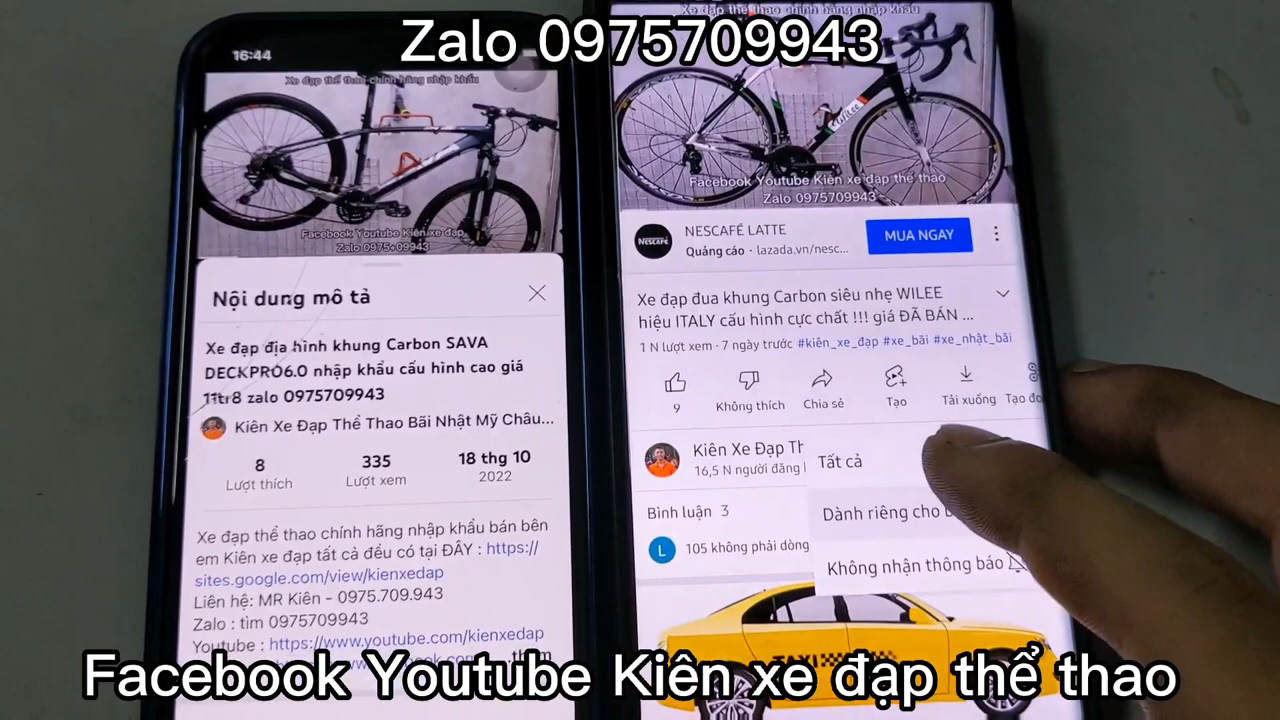 Zalo 0975709943
16:44
Xe đạp thể thao chính hãng nhập khẩu
Facebook Youtube Kiên xe đạp
Nội dung mô tả
Xe đạp địa hình khung Carbon SAVA
DECKPRO6.0 nhập khẩu cấu hình cao giá
11tr8 zalo 0975709943
Kiên Xe Đạp Thể Thao Bãi Nhật Mỹ Châu...
8
Lượt thích
335
Lượt xem
18 thg 10
2022
Xe đạp thể thao chính hãng nhập khẩu bán bên
em Kiên xe đạp tất cả đều có tại ĐÂY : https://
sites.google.com/view/kienxedap
Liên hệ: MR Kiên - 0975.709.943
Zalo : tìm 0975709943
Youtube : https://www.youtube.com/kienxedap
Xe đạp thể thao chính hãng nhập khẩu
Facebook Youtube Kiên xe đạp thể thao
Zalo 0975709943
NESCAFÉ
NESCAFÉ LATTE
Quảng cáo · lazada.vn/nesc...
MUA NGAY
Xe đạp đua khung Carbon siêu nhẹ WILEE
hiệu ITALY cấu hình cực chất !!! giá ĐÃ BÁN ...
1 N lượt xem · 7 ngày trước #kiên_xe_đạp #xe_bãi #xe_nhật_bãi
9
Không thích
Chia sẻ
Tạo
Tải xuống
Tạo đo
Kiên Xe Đạp Th
16,5 N người đăng
Tất cả
Dành riêng cho
Không nhận thông báo
Bình luận 3
L
105 không phải dòng
TAXI
Facebook Youtube Kiên xe đạp thể thao